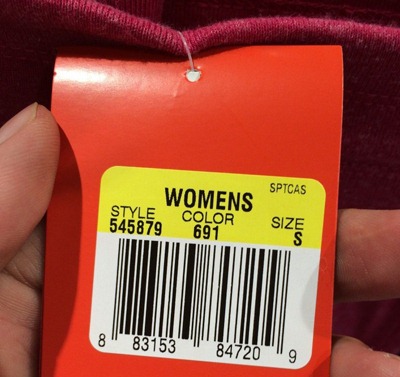 WOMENS SPTCAS
STYLE COLOR SIZE
545879 691 S
8 83153 84720 9